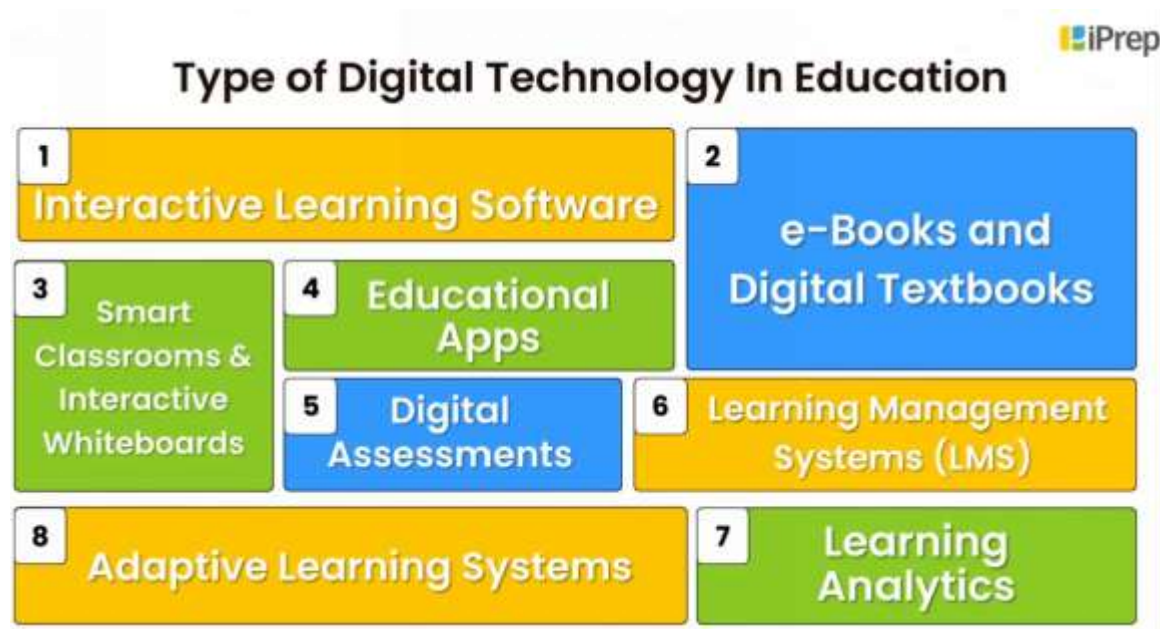 iPrep
Type of Digital Technology In Education
1
Interactive Learning Software
2
e-Books and
Digital Textbooks
3
Smart
Classrooms &
Interactive
Whiteboards
4
Educational
Apps
5
Digital
Assessments
6
Learning Management
Systems (LMS)
8
Adaptive Learning Systems
7
Learning
Analytics